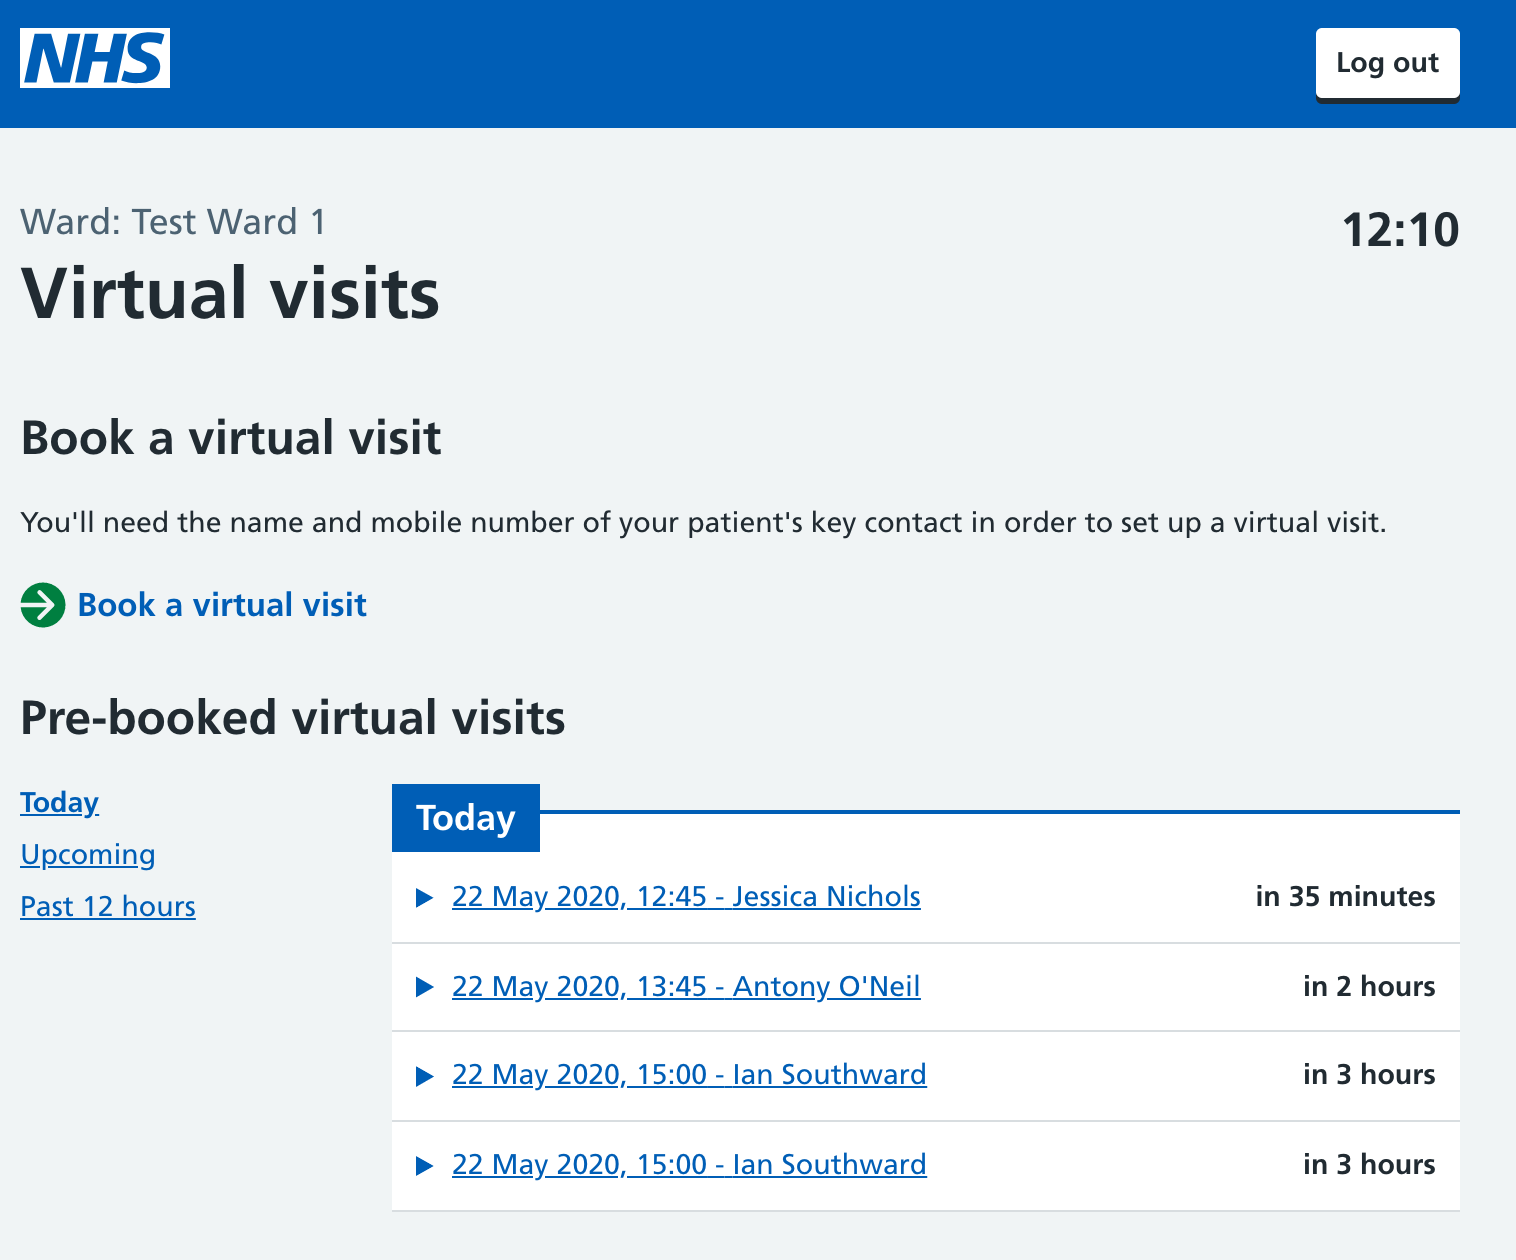 NHS
Log out
Ward: Test Ward 1
12:10
Virtual visits
Book a virtual visit
You'll need the name and mobile number of your patient's key contact in order to set up a virtual visit.
Book a virtual visit
Pre-booked virtual visits
Today
Upcoming
Past 12 hours
Today
22 May 2020, 12:45 - Jessica Nichols in 35 minutes
22 May 2020, 13:45 - Antony O'Neil in 2 hours
22 May 2020, 15:00 - Ian Southward in 3 hours
22 May 2020, 15:00 - Ian Southward in 3 hours